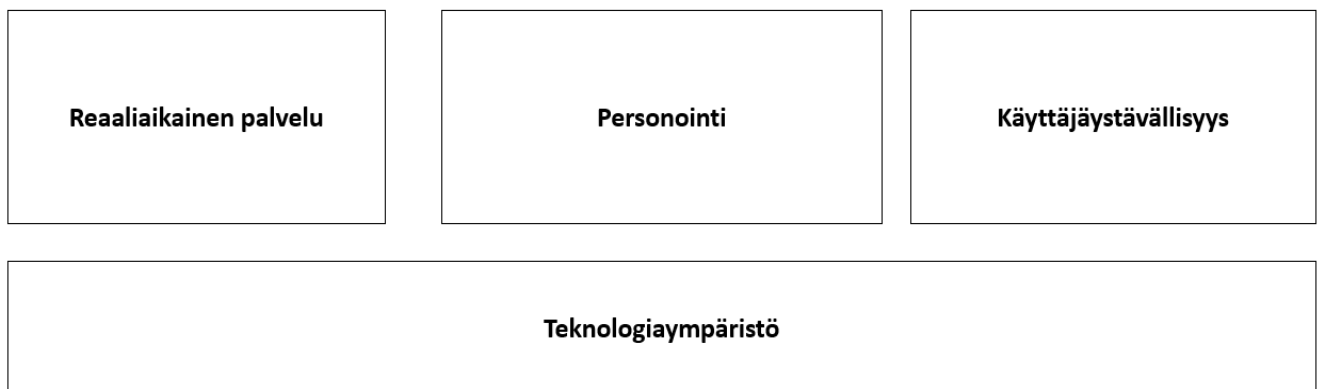 Reaaliaikainen palvelu
Personointi
Käyttäjäystävällisyys
Teknologiaympäristö